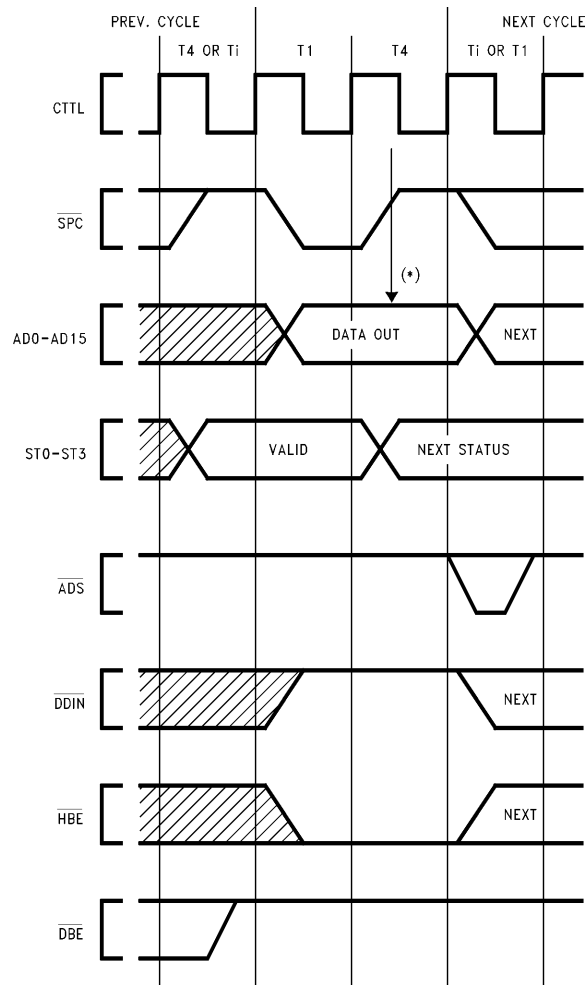 PREV. CYCLE NEXT CYCLE
T4 OR Ti T1 T4 Ti OR T1
CTTL
SPC
(*)
AD0-AD15 DATA OUT NEXT
ST0-ST3 VALID NEXT STATUS
ADS
DDIN NEXT
HBE NEXT
DBE